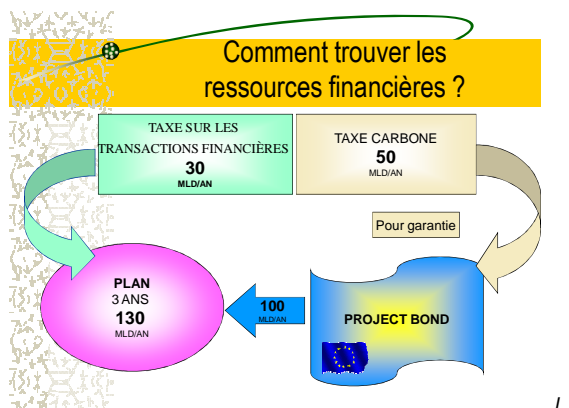 Comment trouver les
ressources financières ?
TAXE SUR LES
TRANSACTIONS FINANCIÈRES
30
MLD/AN
TAXE CARBONE
50
MLD/AN
Pour garantie
PLAN
3 ANS
130
MLD/AN
100
MLD/AN
PROJECT BOND